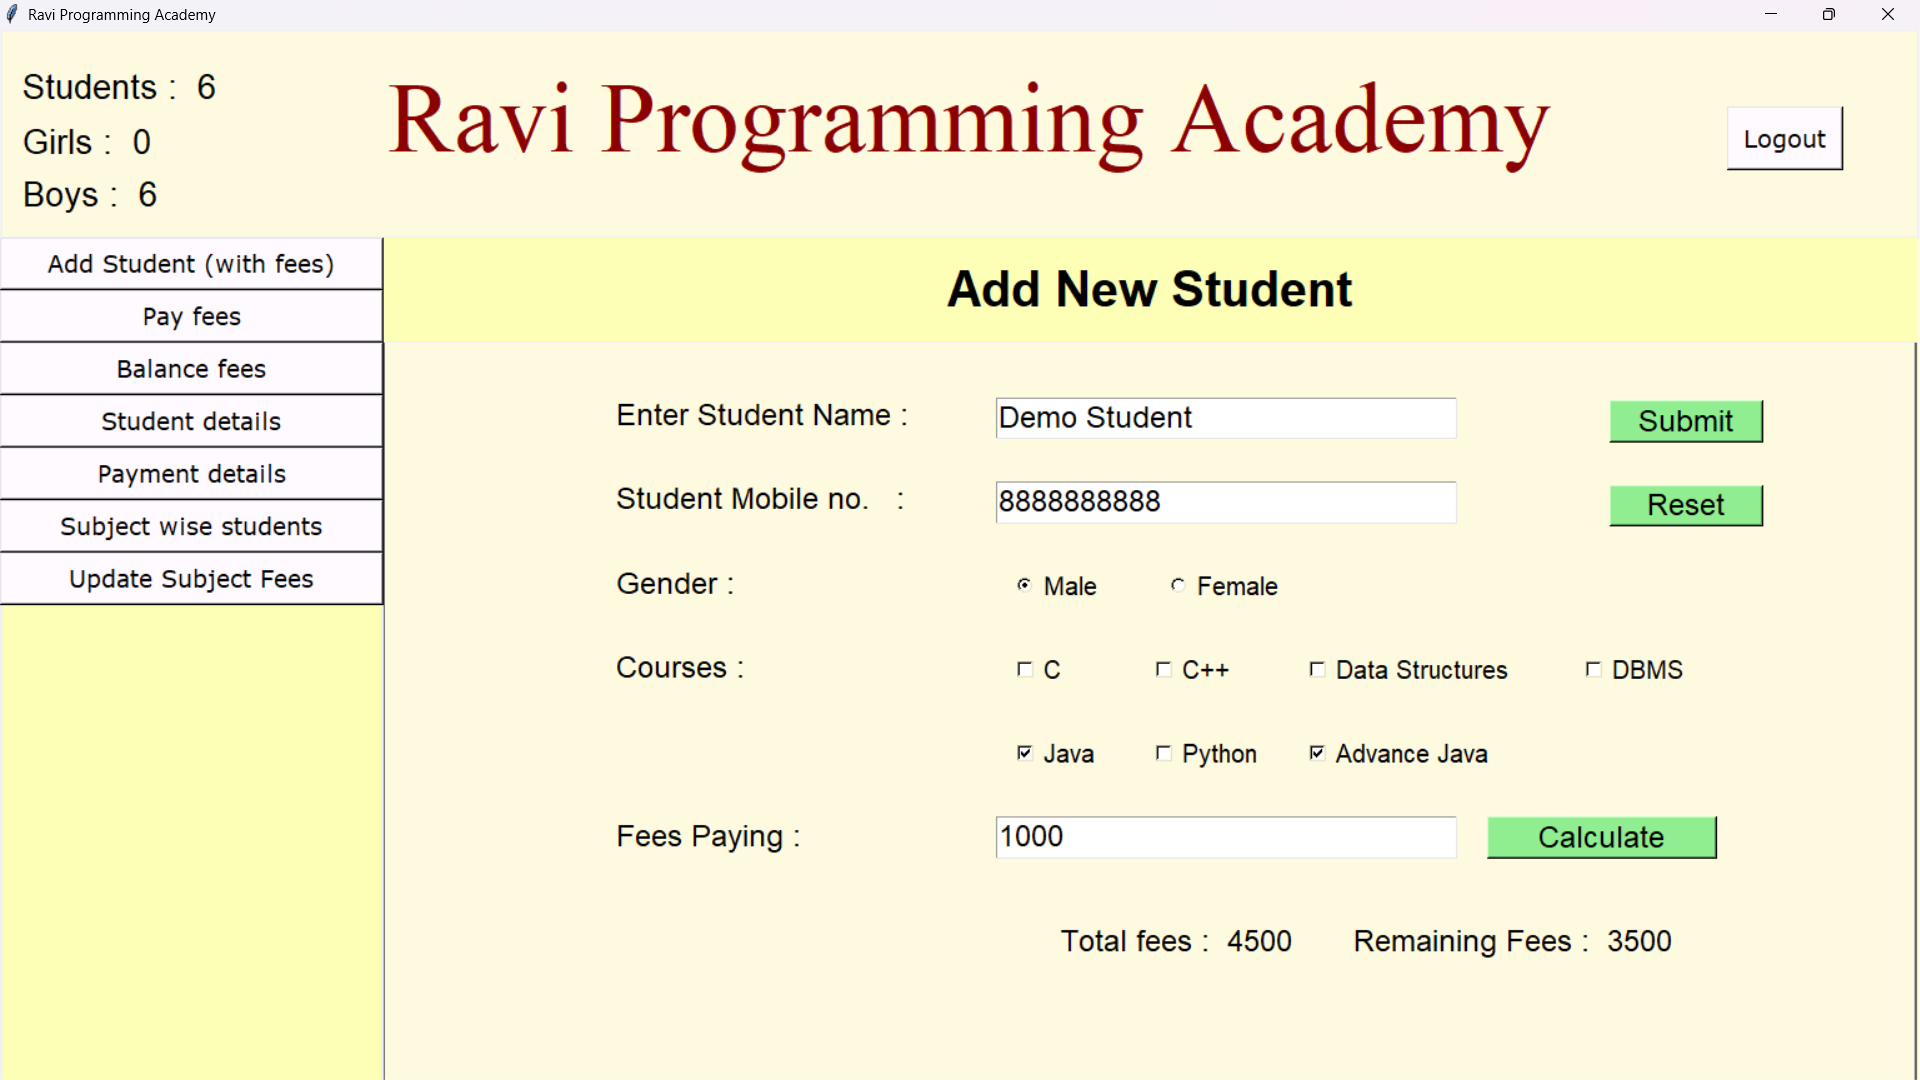 Ravi Programming Academy
Students : 6
Girls : 0
Boys : 6
Ravi Programming Academy
Logout
Add Student (with fees)
Pay fees
Balance fees
Student details
Payment details
Subject wise students
Update Subject Fees
Add New Student
Enter Student Name : Demo Student Submit
Student Mobile no. : 8888888888 Reset
Gender : Male Female
Courses : C C++ Data Structures DBMS
Java Python Advance Java
Fees Paying : 1000 Calculate
Total fees : 4500 Remaining Fees : 3500